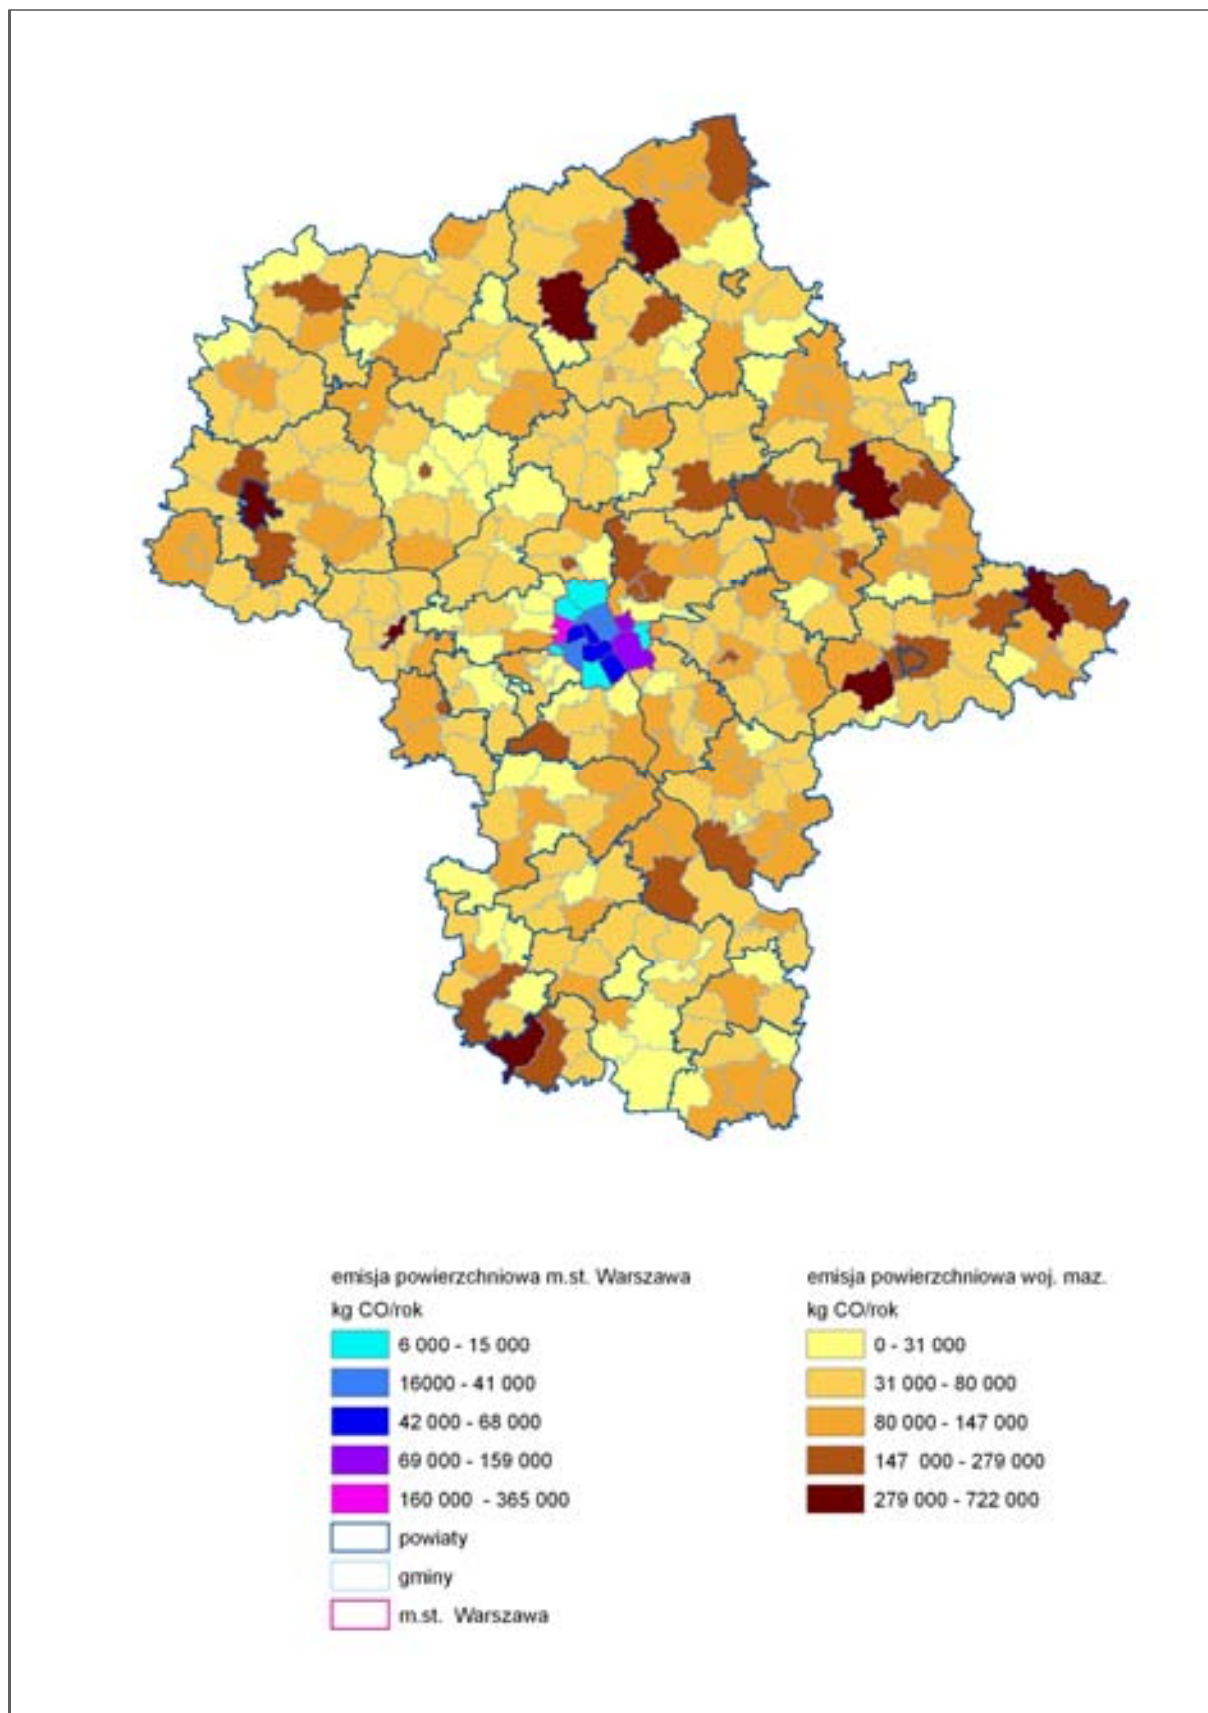 emisja powierzchniowa m.st. Warszawa
kg CO/rok
6 000 - 15 000
16000 - 41 000
42 000 - 68 000
69 000 - 159 000
160 000 - 365 000
powiaty
gminy
m.st. Warszawa
emisja powierzchniowa woj. maz.
kg CO/rok
0 - 31 000
31 000 - 80 000
80 000 - 147 000
147 000 - 279 000
279 000 - 722 000